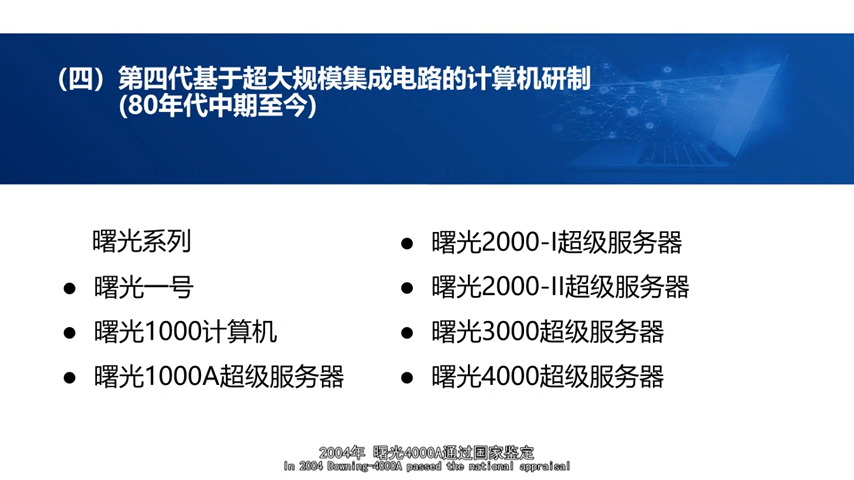 （四）第四代基于超大规模集成电路的计算机研制
(80年代中期至今)
曙光系列
● 曙光一号
● 曙光1000计算机
● 曙光1000A超级服务器
● 曙光2000-I超级服务器
● 曙光2000-II超级服务器
● 曙光3000超级服务器
● 曙光4000超级服务器
2004年 曙光4000A通过国家鉴定
In 2004 Downing-4000A passed the national appraisal